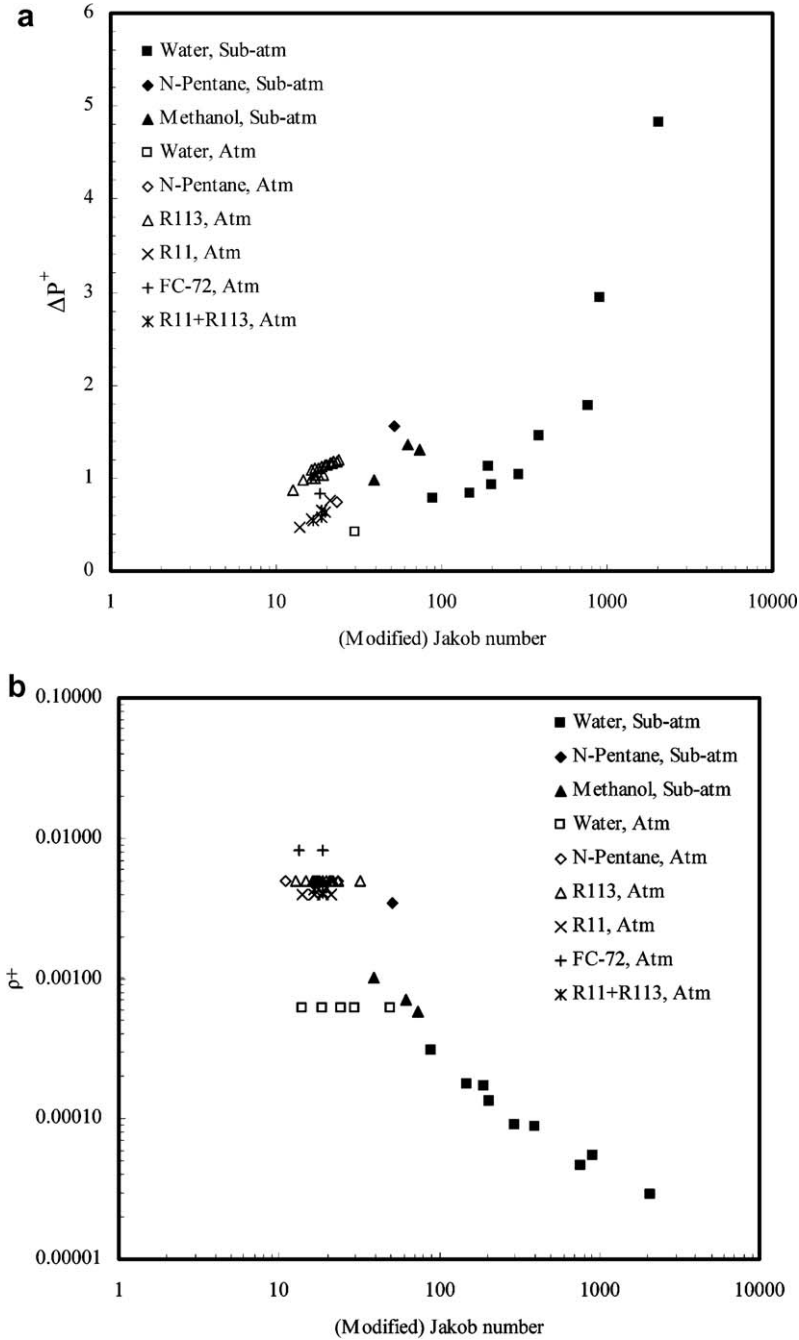 a
6
5
4
3
2
1
0
ΔP+
Water, Sub-atm
N-Pentane, Sub-atm
Methanol, Sub-atm
Water, Atm
N-Pentane, Atm
R113, Atm
R11, Atm
FC-72, Atm
R11+R113, Atm
1 10 100 1000 10000
(Modified) Jakob number
b
0.10000
0.01000
0.00100
0.00010
0.00001
ρ+
Water, Sub-atm
N-Pentane, Sub-atm
Methanol, Sub-atm
Water, Atm
N-Pentane, Atm
R113, Atm
R11, Atm
FC-72, Atm
R11+R113, Atm
1 10 100 1000 10000
(Modified) Jakob number